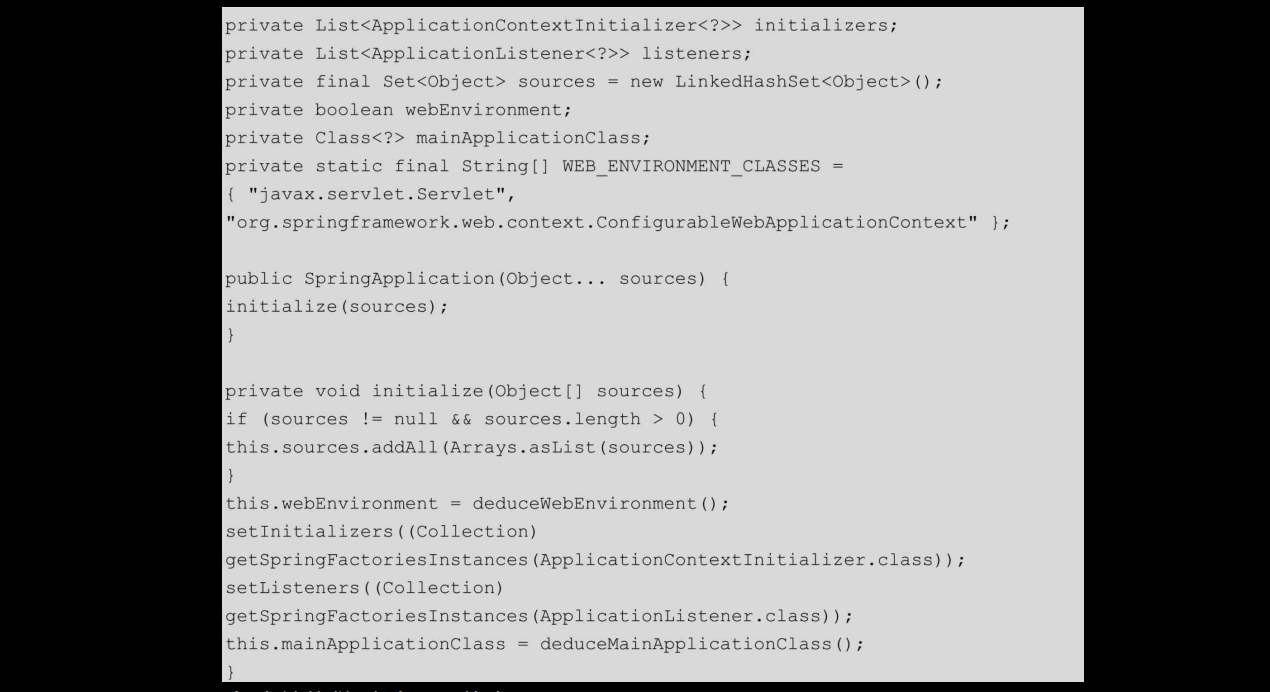 private List<ApplicationContextInitializer<?>> initializers;
private List<ApplicationListener<?>> listeners;
private final Set<Object> sources = new LinkedHashSet<Object>();
private boolean webEnvironment;
private Class<?> mainApplicationClass;
private static final String[] WEB_ENVIRONMENT_CLASSES =
{ "javax.servlet.Servlet",
"org.springframework.web.context.ConfigurableWebApplicationContext" };
public SpringApplication(Object... sources) {
initialize(sources);
}
private void initialize(Object[] sources) {
if (sources != null && sources.length > 0) {
this.sources.addAll(Arrays.asList(sources));
}
this.webEnvironment = deduceWebEnvironment();
setInitializers((Collection)
getSpringFactoriesInstances(ApplicationContextInitializer.class));
setListeners((Collection)
getSpringFactoriesInstances(ApplicationListener.class));
this.mainApplicationClass = deduceMainApplicationClass();
}